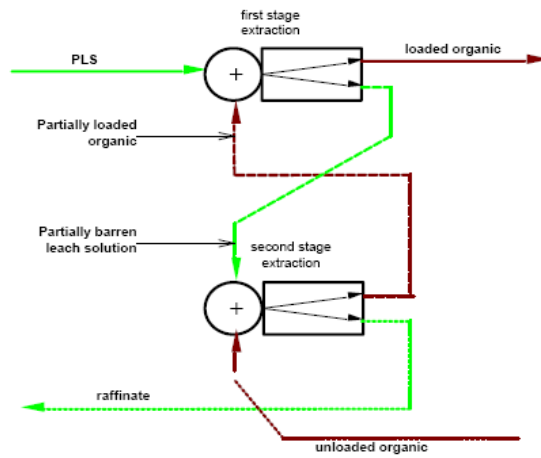 first stage
extraction
PLS
loaded organic
+
Partially loaded
organic
Partially barren
leach solution
second stage
extraction
+
raffinate
unloaded organic